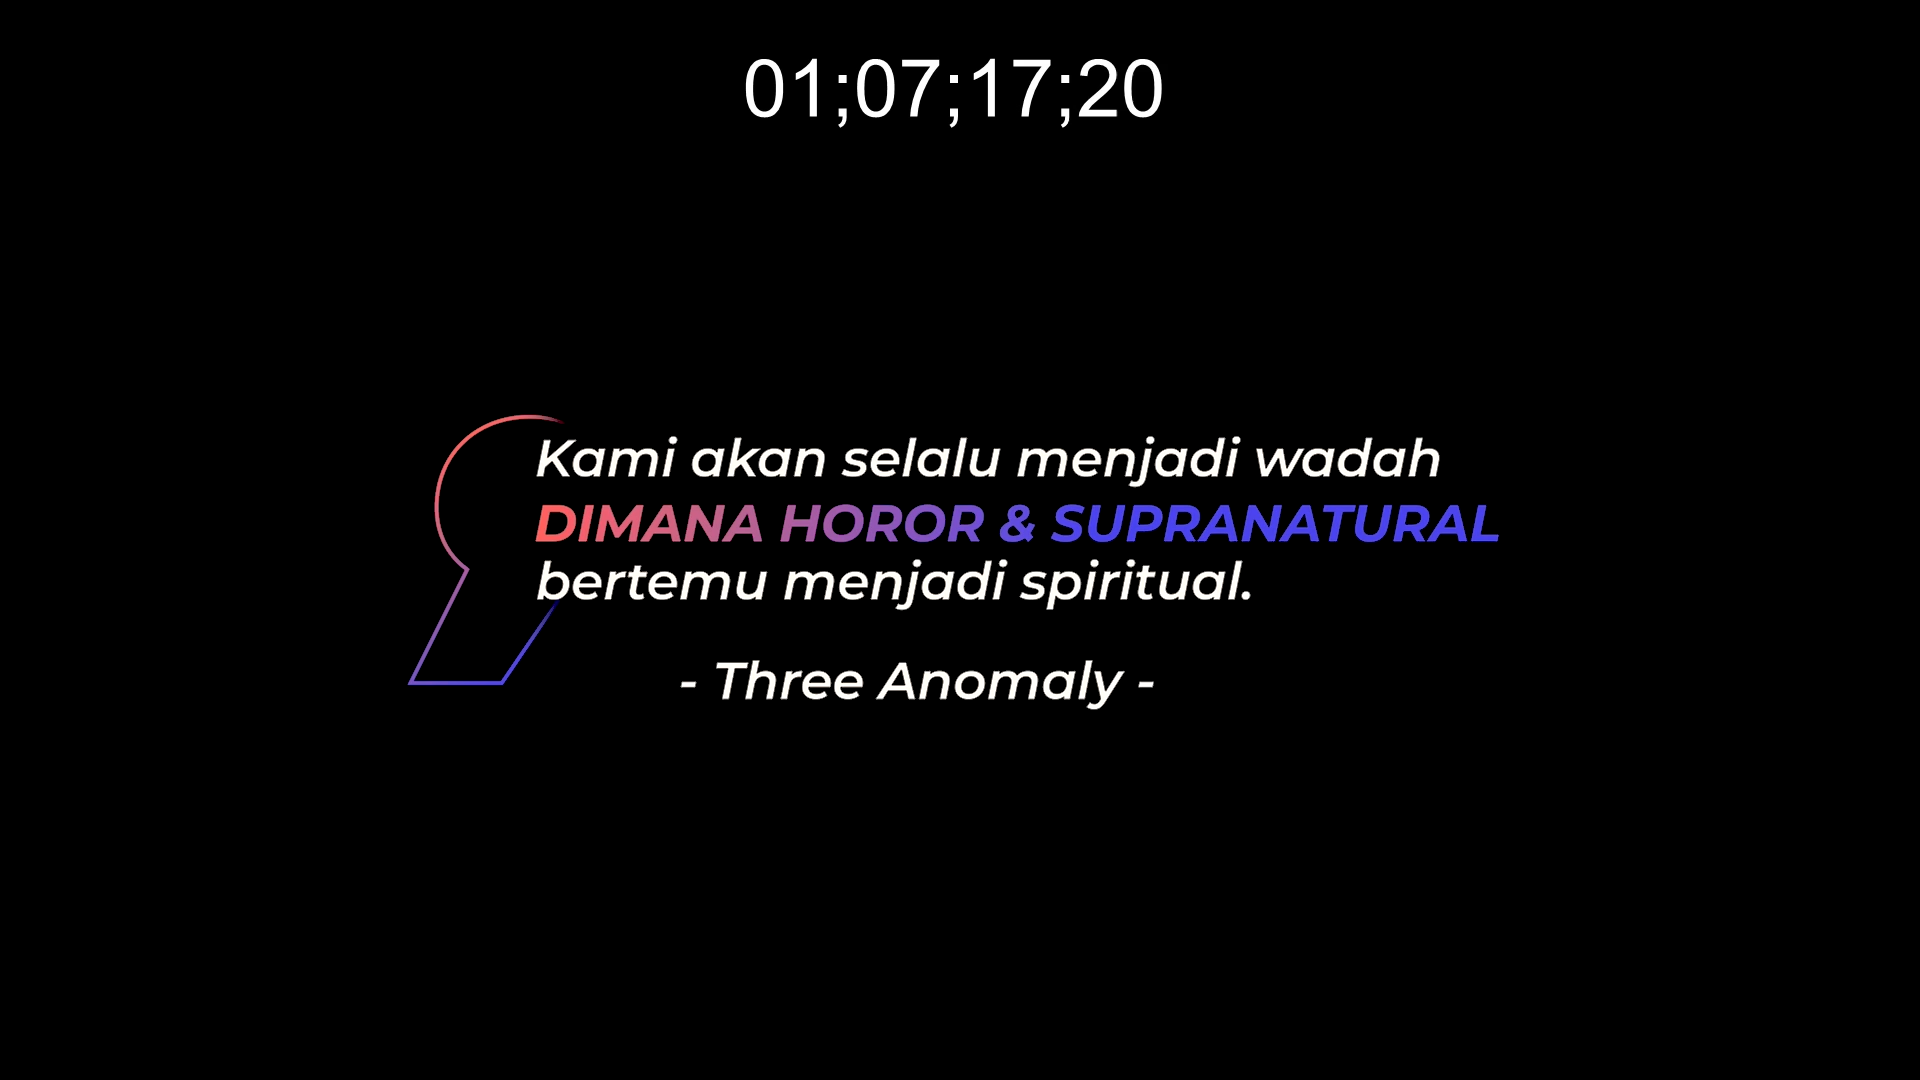 01;07;17;20
Kami akan selalu menjadi wadah
DIMANA HOROR & SUPRANATURAL
bertemu menjadi spiritual.
- Three Anomaly -